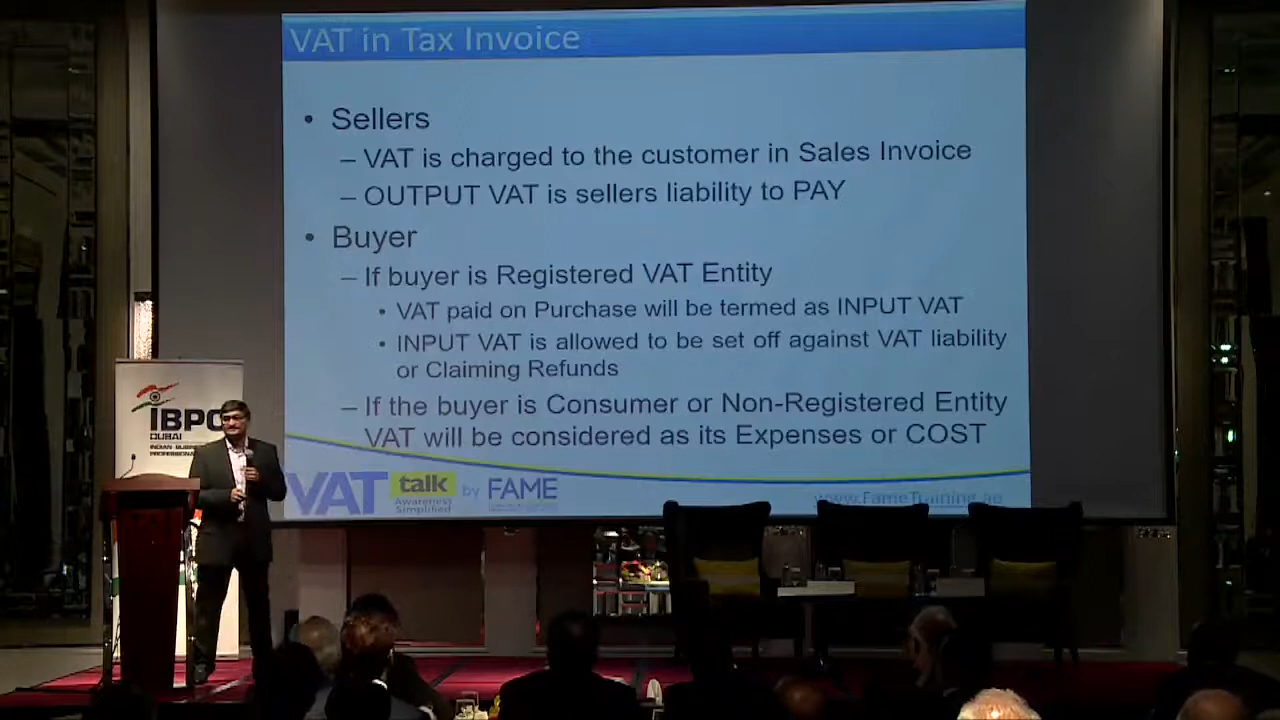 VAT in Tax Invoice
• Sellers
– VAT is charged to the customer in Sales Invoice
– OUTPUT VAT is sellers liability to PAY
• Buyer
– If buyer is Registered VAT Entity
• VAT paid on Purchase will be termed as INPUT VAT
• INPUT VAT is allowed to be set off against VAT liability
or Claiming Refunds
– If the buyer is Consumer or Non-Registered Entity
VAT will be considered as its Expenses or COST
VAT talk by FAME
Awareness
Simplified
www.FameTraining.ae
IBPC
DUBAI
INDIAN